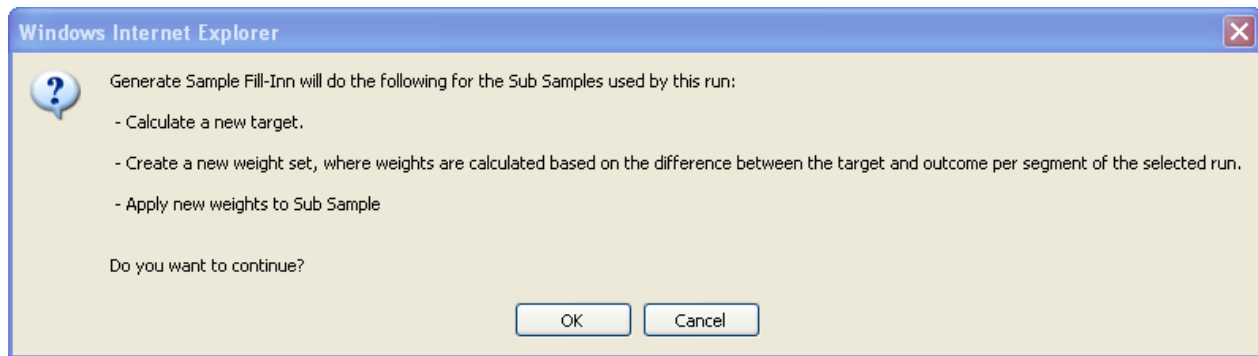 Windows Internet Explorer
Generate Sample Fill-Inn will do the following for the Sub Samples used by this run:
- Calculate a new target.
- Create a new weight set, where weights are calculated based on the difference between the target and outcome per segment of the selected run.
- Apply new weights to Sub Sample
Do you want to continue?
OK
Cancel